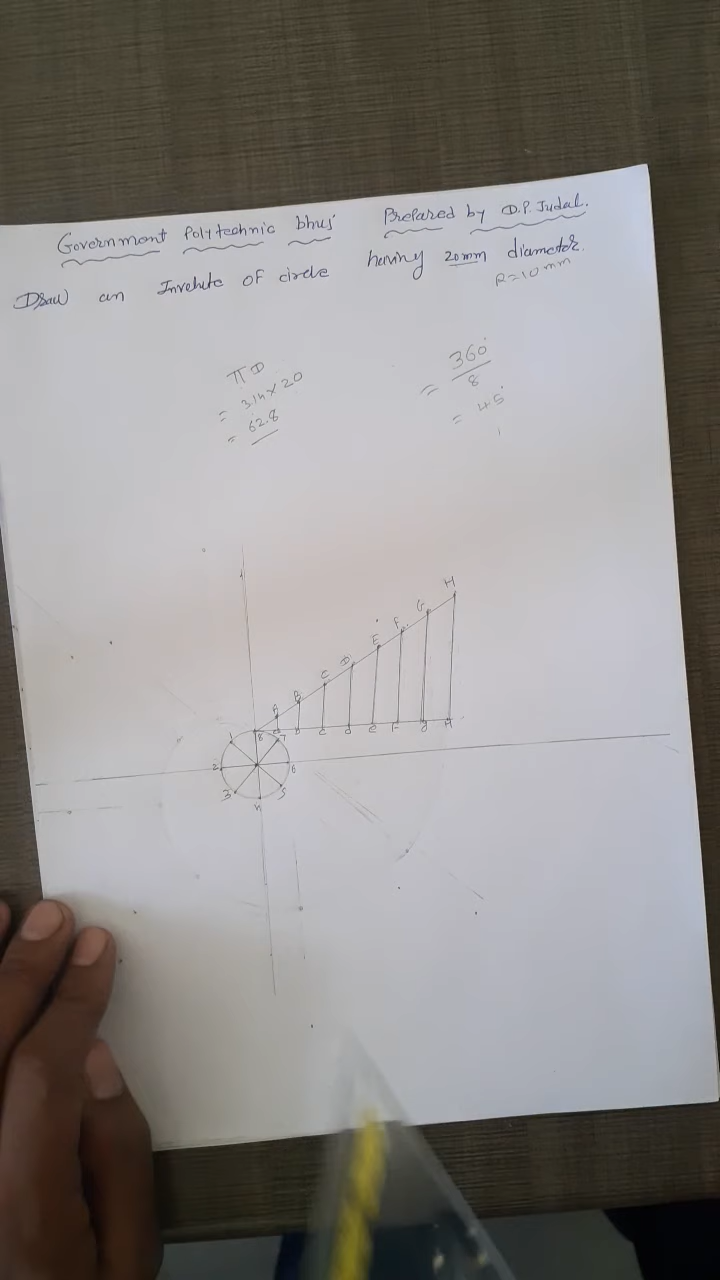 Government Polytechnic bhuj Prepared by D.P. Judal.
Draw an Involute of circle having 20mm diameter.
R=10mm
πD
= 3.14 x 20
= 62.8
= 360°/8
= 45°
H
G
F
E
D
C
B
A
a b c d e F g H
1 8 7
2 6
3 4 5